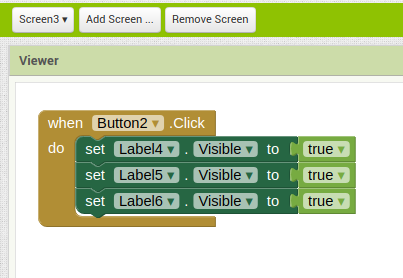 Screen3 ▾ Add Screen ... Remove Screen
Viewer
when Button2 ▾ .Click
do set Label4 ▾ . Visible ▾ to true ▾
set Label5 ▾ . Visible ▾ to true ▾
set Label6 ▾ . Visible ▾ to true ▾